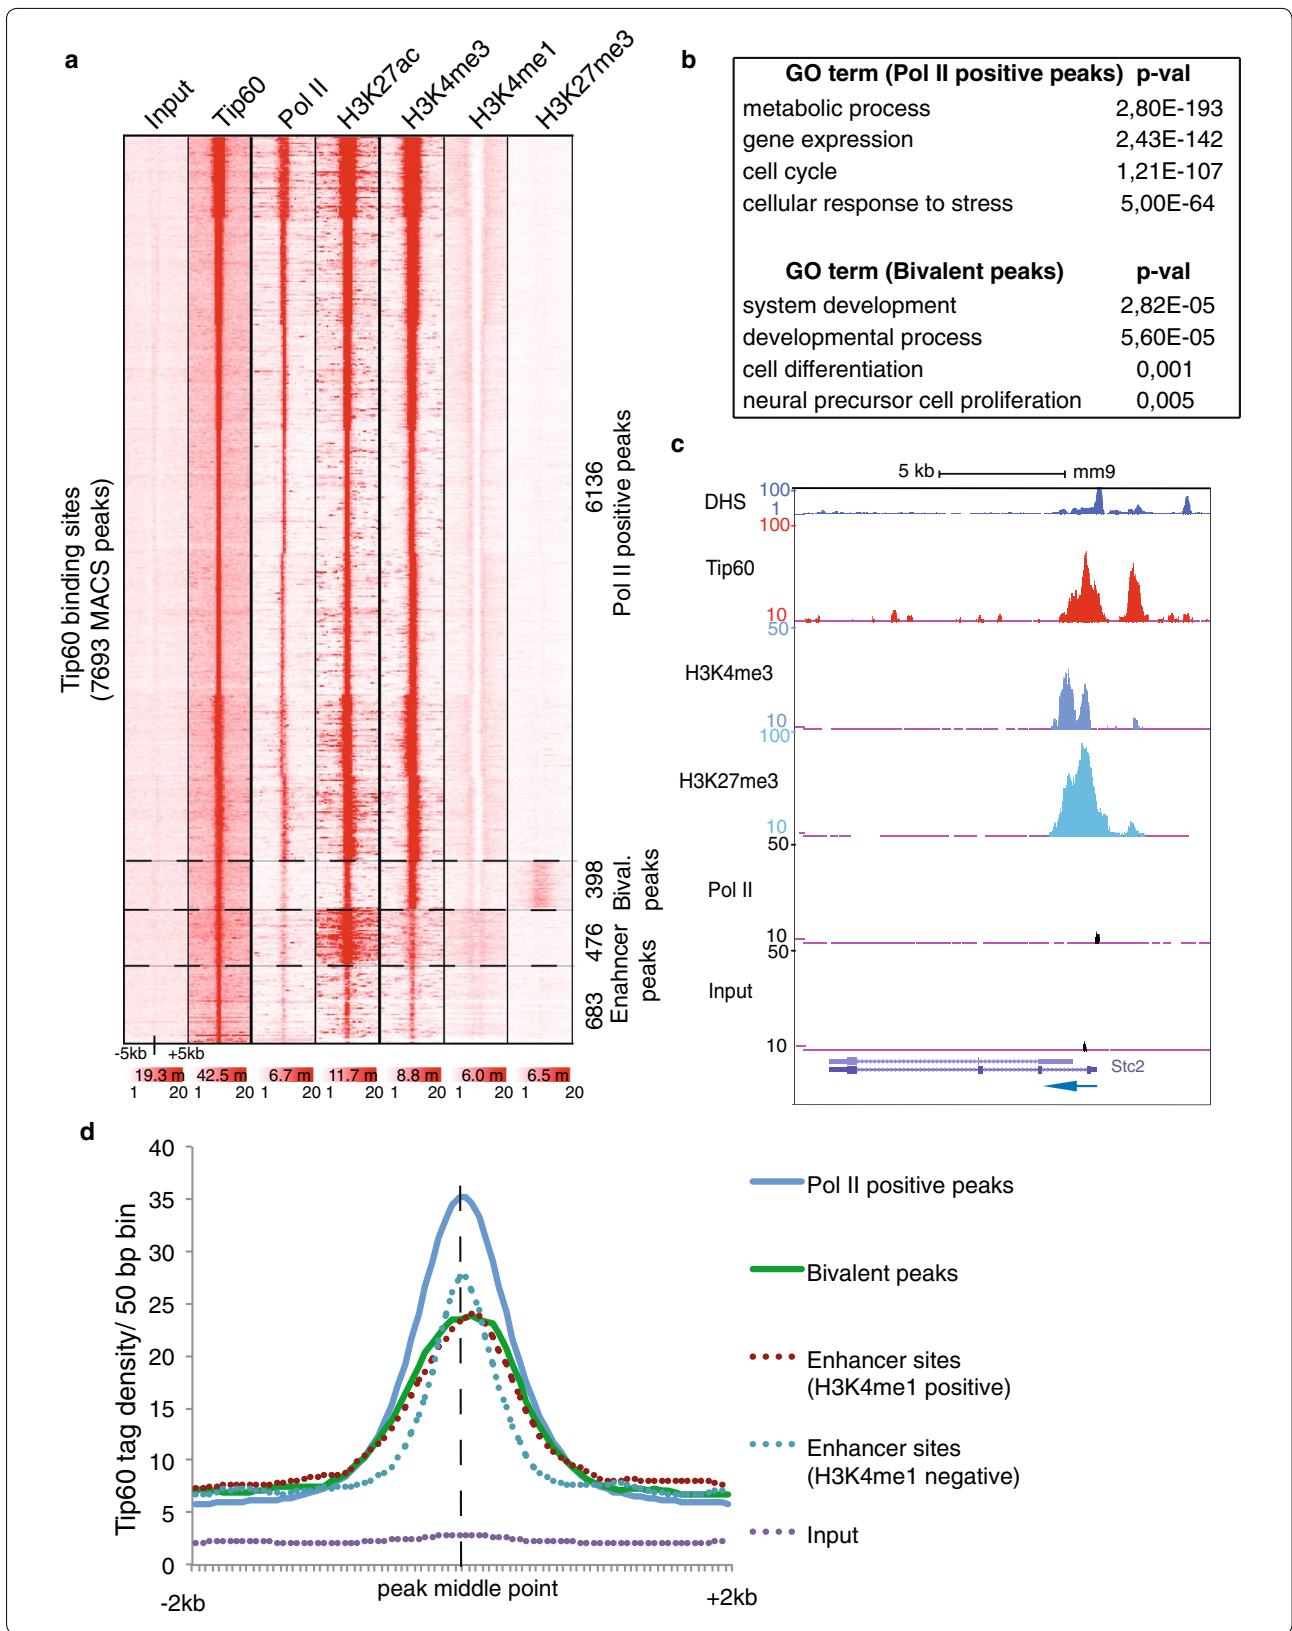 a
Input
Tip60
Pol II
H3K27ac
H3K4me3
H3K4me1
H3K27me3
Tip60 binding sites
(7693 MACS peaks)
6136
Pol II positive peaks
398
Bival.
peaks
476
Enahncer
peaks
683
-5kb +5kb
19.3 m 42.5 m 6.7 m 11.7 m 8.8 m 6.0 m 6.5 m
1 20 1 20 1 20 1 20 1 20 1 20 1 20
b
GO term (Pol II positive peaks) p-val
metabolic process 2,80E-193
gene expression 2,43E-142
cell cycle 1,21E-107
cellular response to stress 5,00E-64
GO term (Bivalent peaks) p-val
system development 2,82E-05
developmental process 5,60E-05
cell differentiation 0,001
neural precursor cell proliferation 0,005
c
5 kb mm9
DHS
100
1
100
Tip60
10
50
H3K4me3
10
100
H3K27me3
10
50
Pol II
10
50
Input
10
Stc2
d
Tip60 tag density/ 50 bp bin
40
35
30
25
20
15
10
5
0
-2kb
peak middle point
+2kb
Pol II positive peaks
Bivalent peaks
Enhancer sites
(H3K4me1 positive)
Enhancer sites
(H3K4me1 negative)
Input